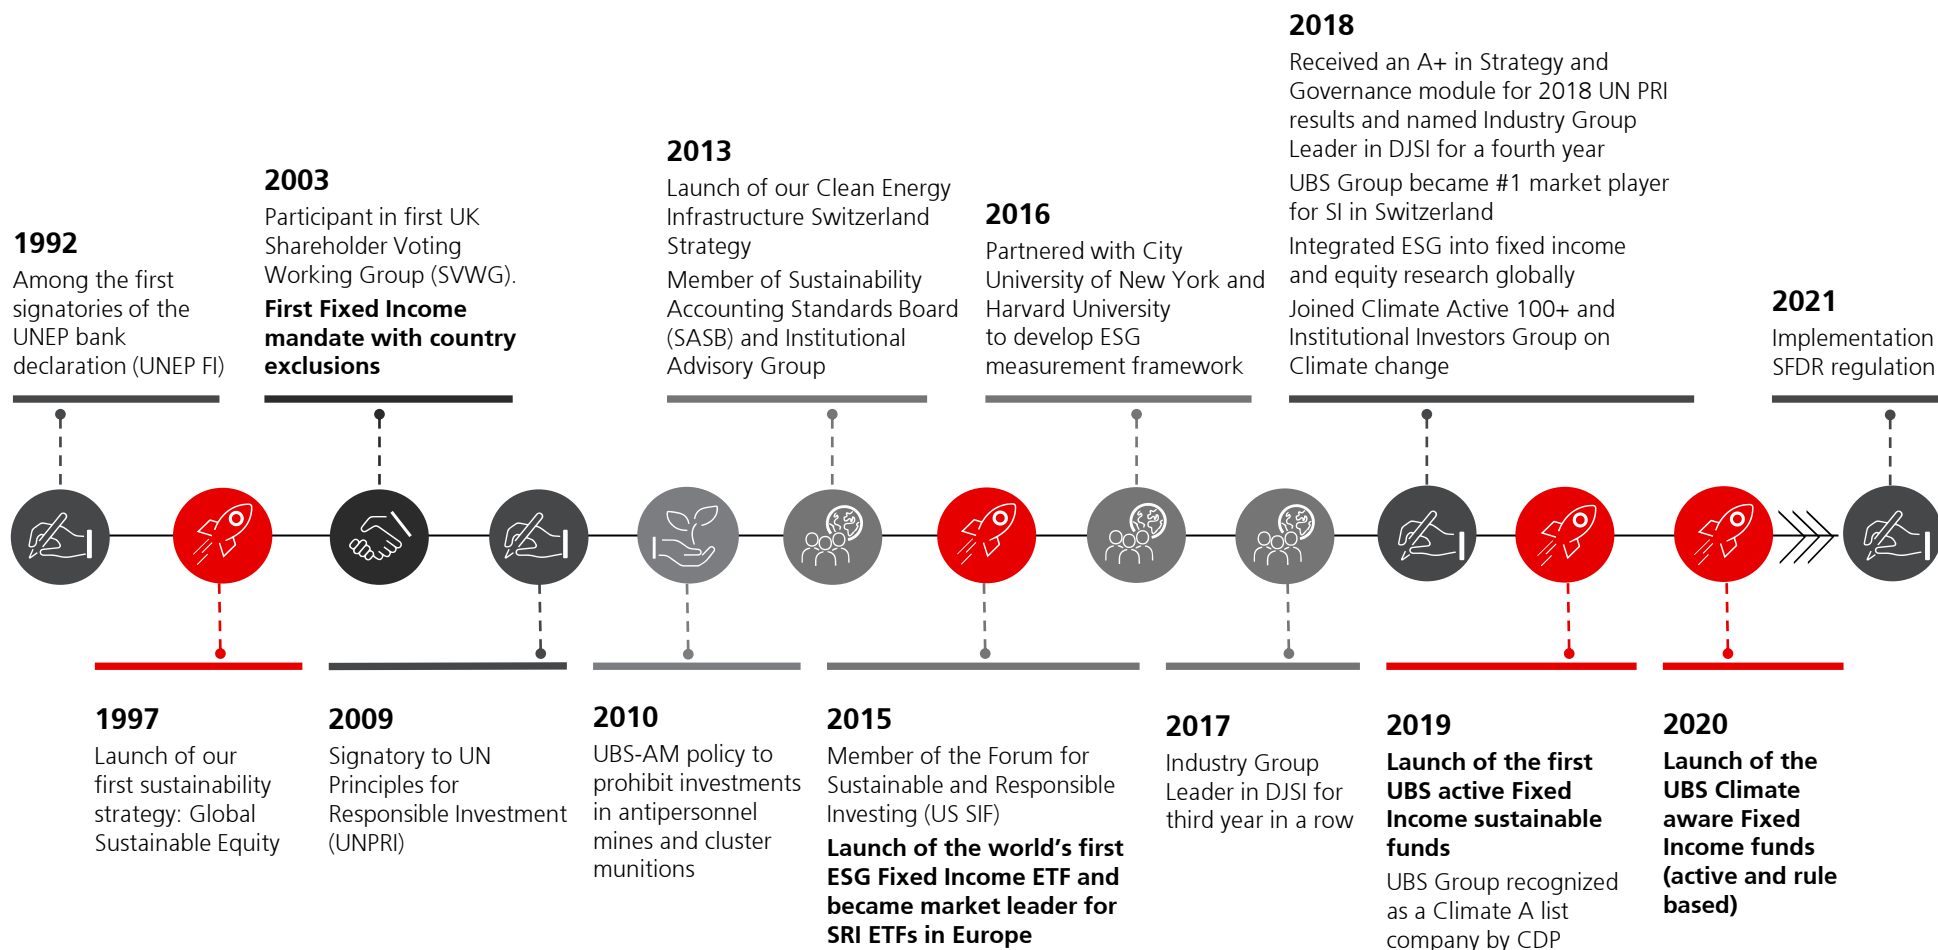 1992
Among the first
signatories of the
UNEP bank
declaration (UNEP FI)
1997
Launch of our
first sustainability
strategy: Global
Sustainable Equity
2003
Participant in first UK
Shareholder Voting
Working Group (SVWG).
First Fixed Income
mandate with country
exclusions
2009
Signatory to UN
Principles for
Responsible Investment
(UNPRI)
2010
UBS-AM policy to
prohibit investments
in antipersonnel
mines and cluster
munitions
2013
Launch of our Clean Energy
Infrastructure Switzerland
Strategy
Member of Sustainability
Accounting Standards Board
(SASB) and Institutional
Advisory Group
2015
Member of the Forum for
Sustainable and Responsible
Investing (US SIF)
Launch of the world's first
ESG Fixed Income ETF and
became market leader for
SRI ETFs in Europe
2016
Partnered with City
University of New York and
Harvard University
to develop ESG
measurement framework
2017
Industry Group
Leader in DJSI for
third year in a row
2018
Received an A+ in Strategy and
Governance module for 2018 UN PRI
results and named Industry Group
Leader in DJSI for a fourth year
UBS Group became #1 market player
for SI in Switzerland
Integrated ESG into fixed income
and equity research globally
Joined Climate Active 100+ and
Institutional Investors Group on
Climate change
2019
Launch of the first
UBS active Fixed
Income sustainable
funds
UBS Group recognized
as a Climate A list
company by CDP
2020
Launch of the
UBS Climate
aware Fixed
Income funds
(active and rule
based)
2021
Implementation
SFDR regulation